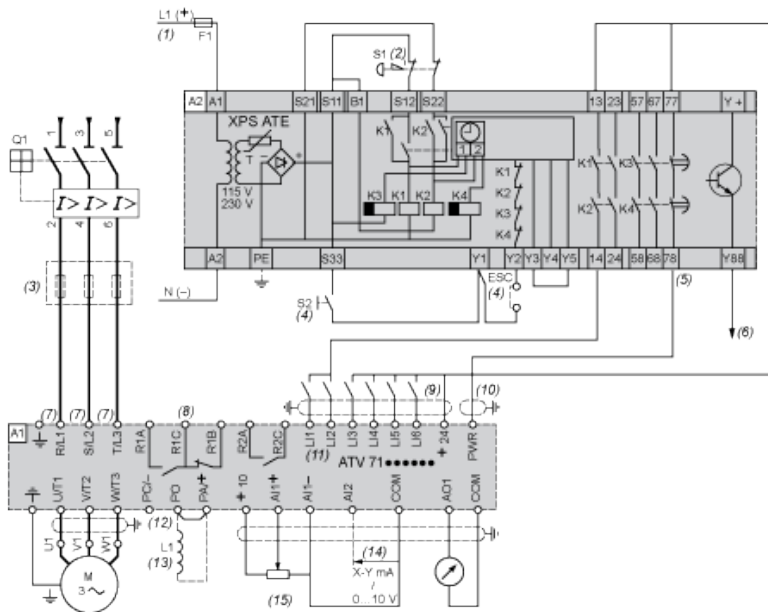 L1 (+)
(1)
F1
S1 (2)
A2 A1 S21 S11 B1 S12 S22 13 23 57 67 77 Y +
XPS ATE
T
+
115 V
230 V
K1 K2
1 2
K3 K1 K2 K4
K1
K2
K3
K4
K1 K3
K2 K4
A2 PE S33 Y1 Y2 Y3 Y4 Y5 14 24 58 68 78 Y88
Q1
1 3 5
I> I> I>
2 4 6
(3)
N (–)
S2
(4)
ESC
(4)
(5)
(6)
(7) (7) (7) (8) (9) (10)
A1
R/L1 S/L2 T/L3 R1A R1C R1B R2A R2C LI1 LI2 LI3 LI4 LI5 LI6 + 24 PWR
(11)
ATV 71
U/T1 V/T2 W/T3 PC/- PO PA/+ + 10 AI1+ AI1– AI2 COM AO1 COM
(12)
U1 V1 W1
L1
(13)
(14)
X-Y mA
/
0...10 V
(15)
M
3